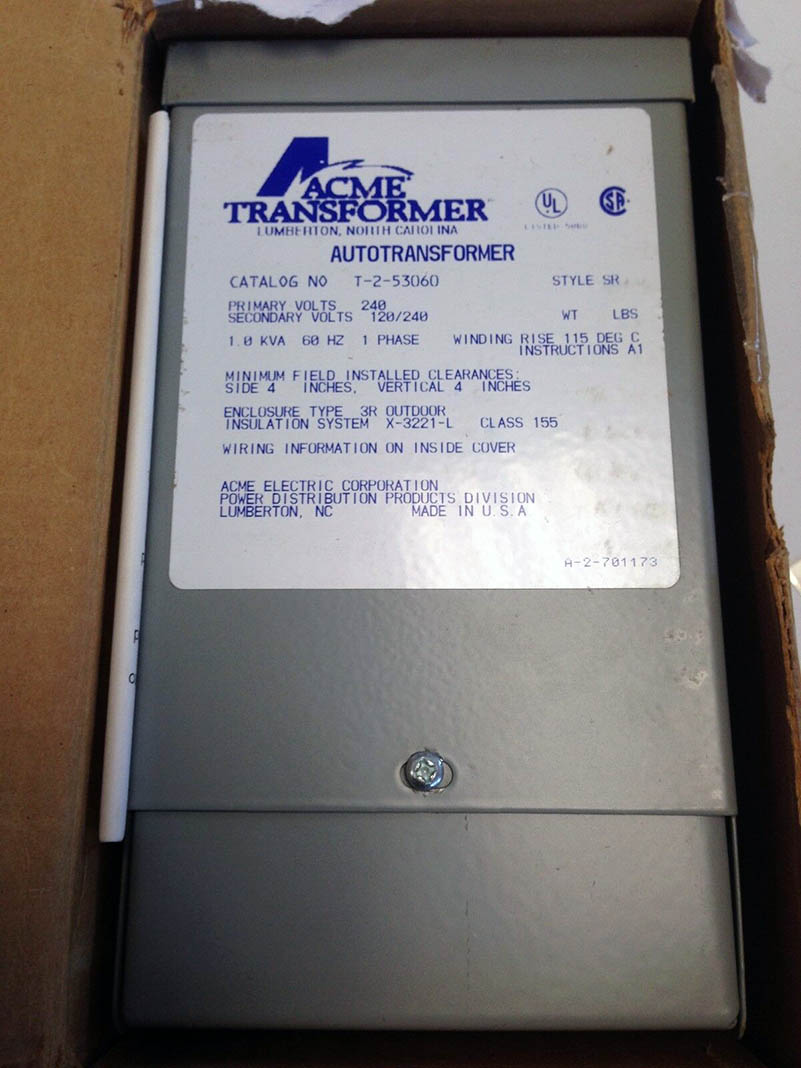 ACME
TRANSFORMER
LUMBERTON, NORTH CAROLINA
UL
LISTED
SA
AUTOTRANSFORMER
CATALOG NO T-2-53060 STYLE SR
PRIMARY VOLTS 240
SECONDARY VOLTS 120/240 WT LBS
1.0 KVA 60 HZ 1 PHASE WINDING RISE 115 DEG C
INSTRUCTIONS A1
MINIMUM FIELD INSTALLED CLEARANCES:
SIDE 4 INCHES, VERTICAL 4 INCHES
ENCLOSURE TYPE 3R OUTDOOR
INSULATION SYSTEM X-3221-L CLASS 155
WIRING INFORMATION ON INSIDE COVER
ACME ELECTRIC CORPORATION
POWER DISTRIBUTION PRODUCTS DIVISION
LUMBERTON, NC MADE IN U.S.A
A-2-701173